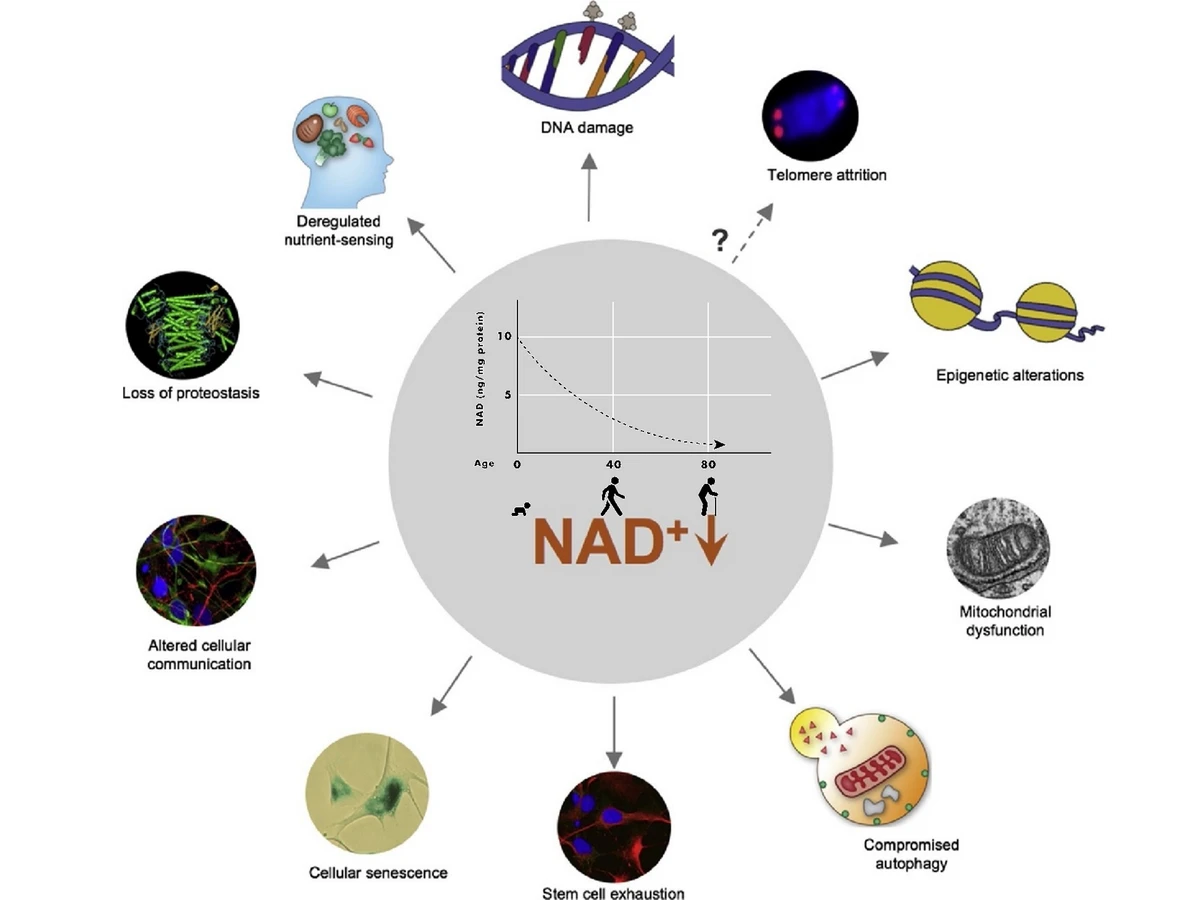 DNA damage
Telomere attrition
Deregulated
nutrient-sensing
?
Epigenetic alterations
Loss of proteostasis
NAD (ng/mg protein)
10
5
Age 0 40 80
NAD⁺
Mitochondrial
dysfunction
Altered cellular
communication
Compromised
autophagy
Cellular senescence
Stem cell exhaustion